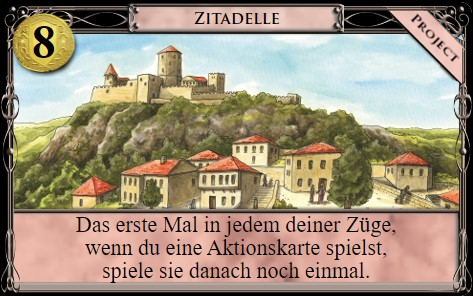 8
ZITADELLE
PROJECT
Das erste Mal in jedem deiner Züge,
wenn du eine Aktionskarte spielst,
spiele sie danach noch einmal.